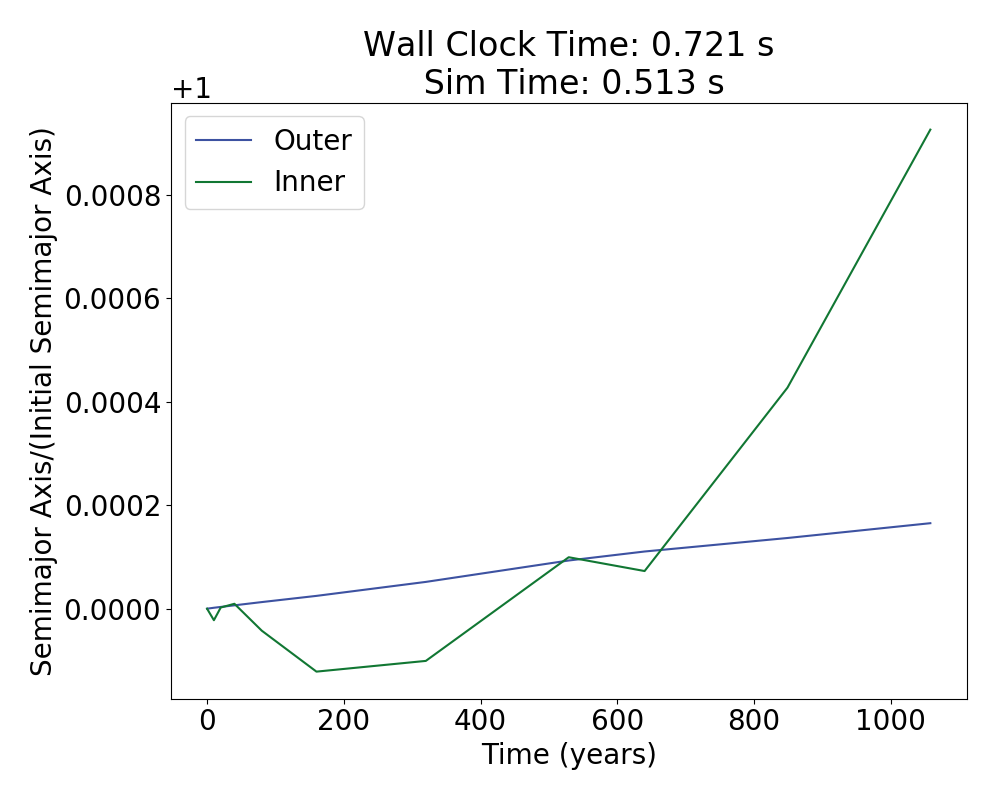 Wall Clock Time: 0.721 s
Sim Time: 0.513 s
+1
Outer
Inner
Semimajor Axis/(Initial Semimajor Axis)
0.0008
0.0006
0.0004
0.0002
0.0000
0 200 400 600 800 1000
Time (years)